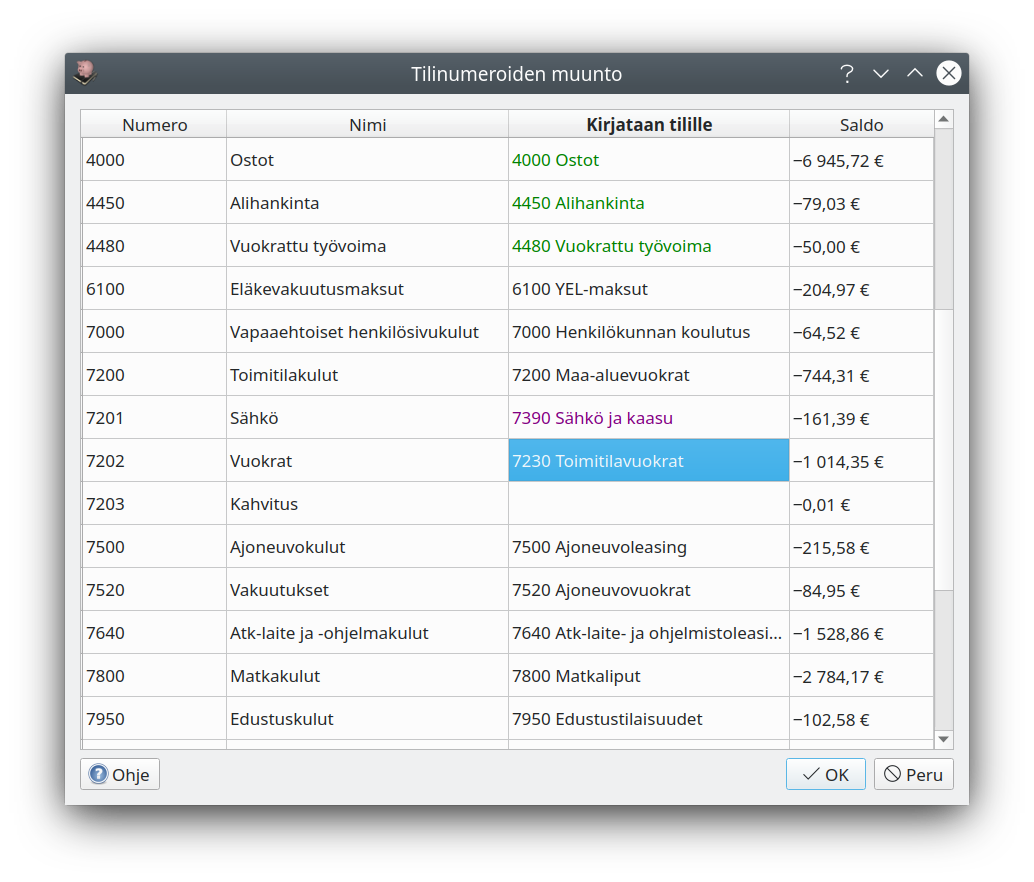 Tilinumeroiden muunto
Numero Nimi Kirjataan tilille Saldo
4000 Ostot 4000 Ostot −6 945,72 €
4450 Alihankinta 4450 Alihankinta −79,03 €
4480 Vuokrattu työvoima 4480 Vuokrattu työvoima −50,00 €
6100 Eläkevakuutusmaksut 6100 YEL-maksut −204,97 €
7000 Vapaaehtoiset henkilösivukulut 7000 Henkilökunnan koulutus −64,52 €
7200 Toimitilakulut 7200 Maa-aluevuokrat −744,31 €
7201 Sähkö 7390 Sähkö ja kaasu −161,39 €
7202 Vuokrat 7230 Toimitilavuokrat −1 014,35 €
7203 Kahvitus −0,01 €
7500 Ajoneuvokulut 7500 Ajoneuvoleasing −215,58 €
7520 Vakuutukset 7520 Ajoneuvovuokrat −84,95 €
7640 Atk-laite ja -ohjelmakulut 7640 Atk-laite- ja ohjelmistoleasi... −1 528,86 €
7800 Matkakulut 7800 Matkaliput −2 784,17 €
7950 Edustuskulut 7950 Edustustilaisuudet −102,58 €
Ohje OK Peru